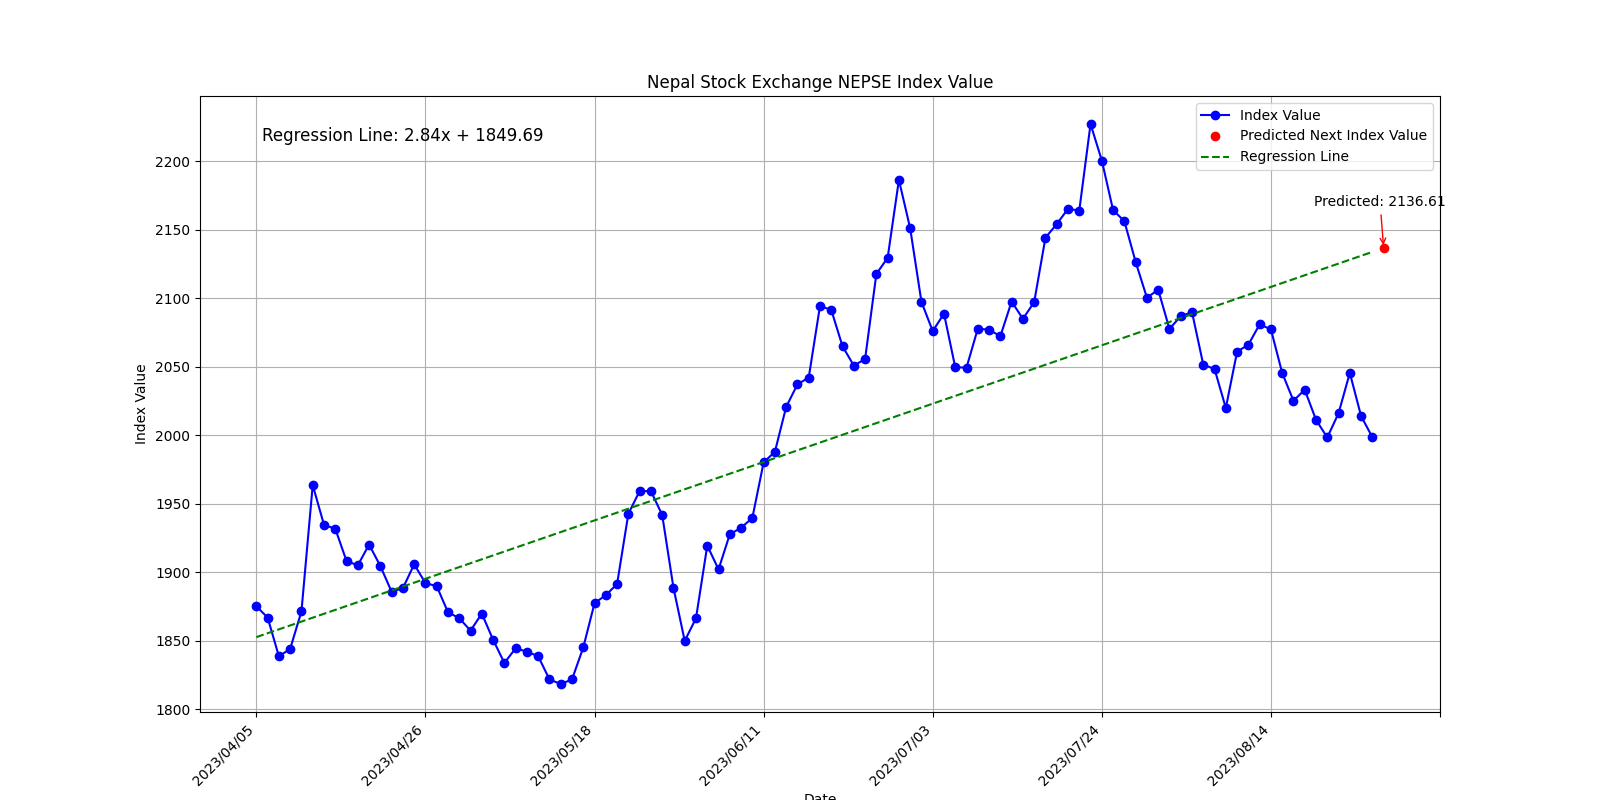 Nepal Stock Exchange NEPSE Index Value
Regression Line: 2.84x + 1849.69
Index Value
Predicted Next Index Value
Regression Line
Predicted: 2136.61
Index Value
2200
2150
2100
2050
2000
1950
1900
1850
1800
2023/04/05
2023/04/26
2023/05/18
2023/06/11
2023/07/03
2023/07/24
2023/08/14
Date